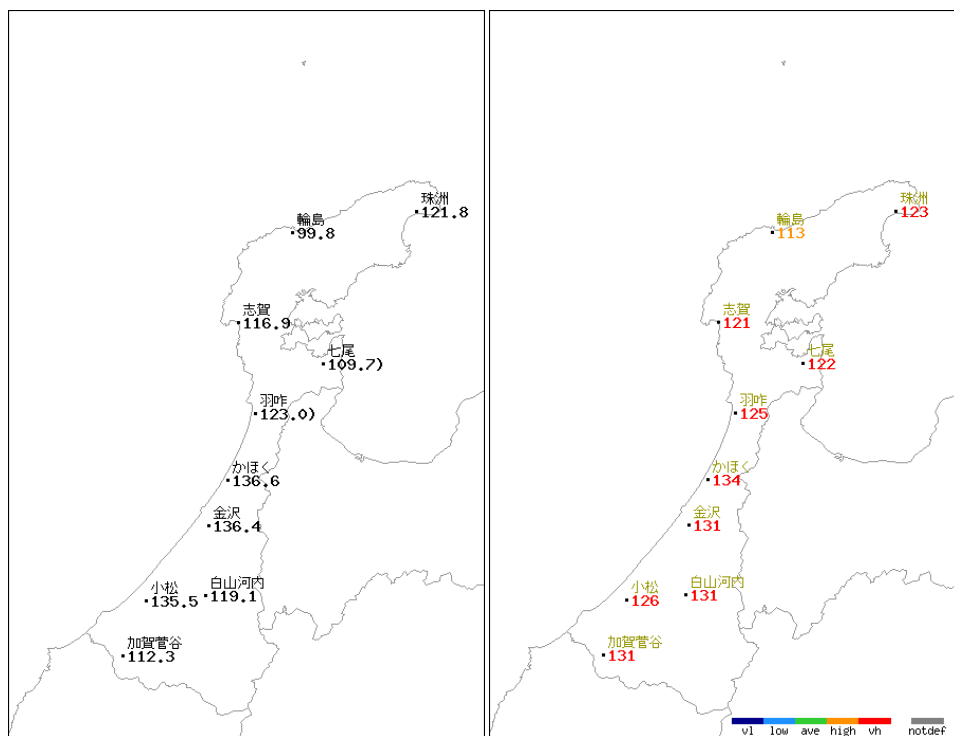 珠洲
121.8
輪島
99.8
志賀
116.9
七尾
109.7)
羽咋
123.0)
かほく
136.6
金沢
136.4
白山河内
119.1
小松
135.5
加賀菅谷
112.3
珠洲
123
輪島
113
志賀
121
七尾
122
羽咋
125
かほく
134
金沢
131
白山河内
131
小松
126
加賀菅谷
131
vl low ave high vh notdef